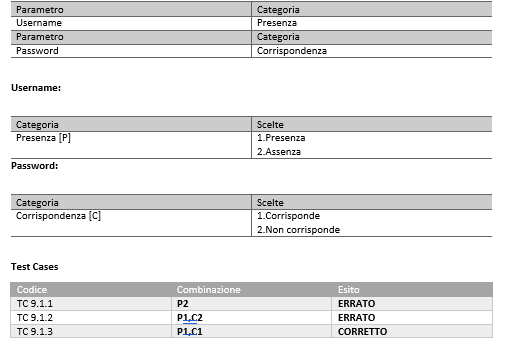 Parametro Categoria
Username Presenza
Parametro Categoria
Password Corrispondenza
Username:
Categoria Scelte
Presenza [P] 1.Presenza
2.Assenza
Password:
Categoria Scelte
Corrispondenza [C] 1.Corrisponde
2.Non corrisponde
Test Cases
Codice Combinazione Esito
TC 9.1.1 P2 ERRATO
TC 9.1.2 P1.C2 ERRATO
TC 9.1.3 P1.C1 CORRETTO